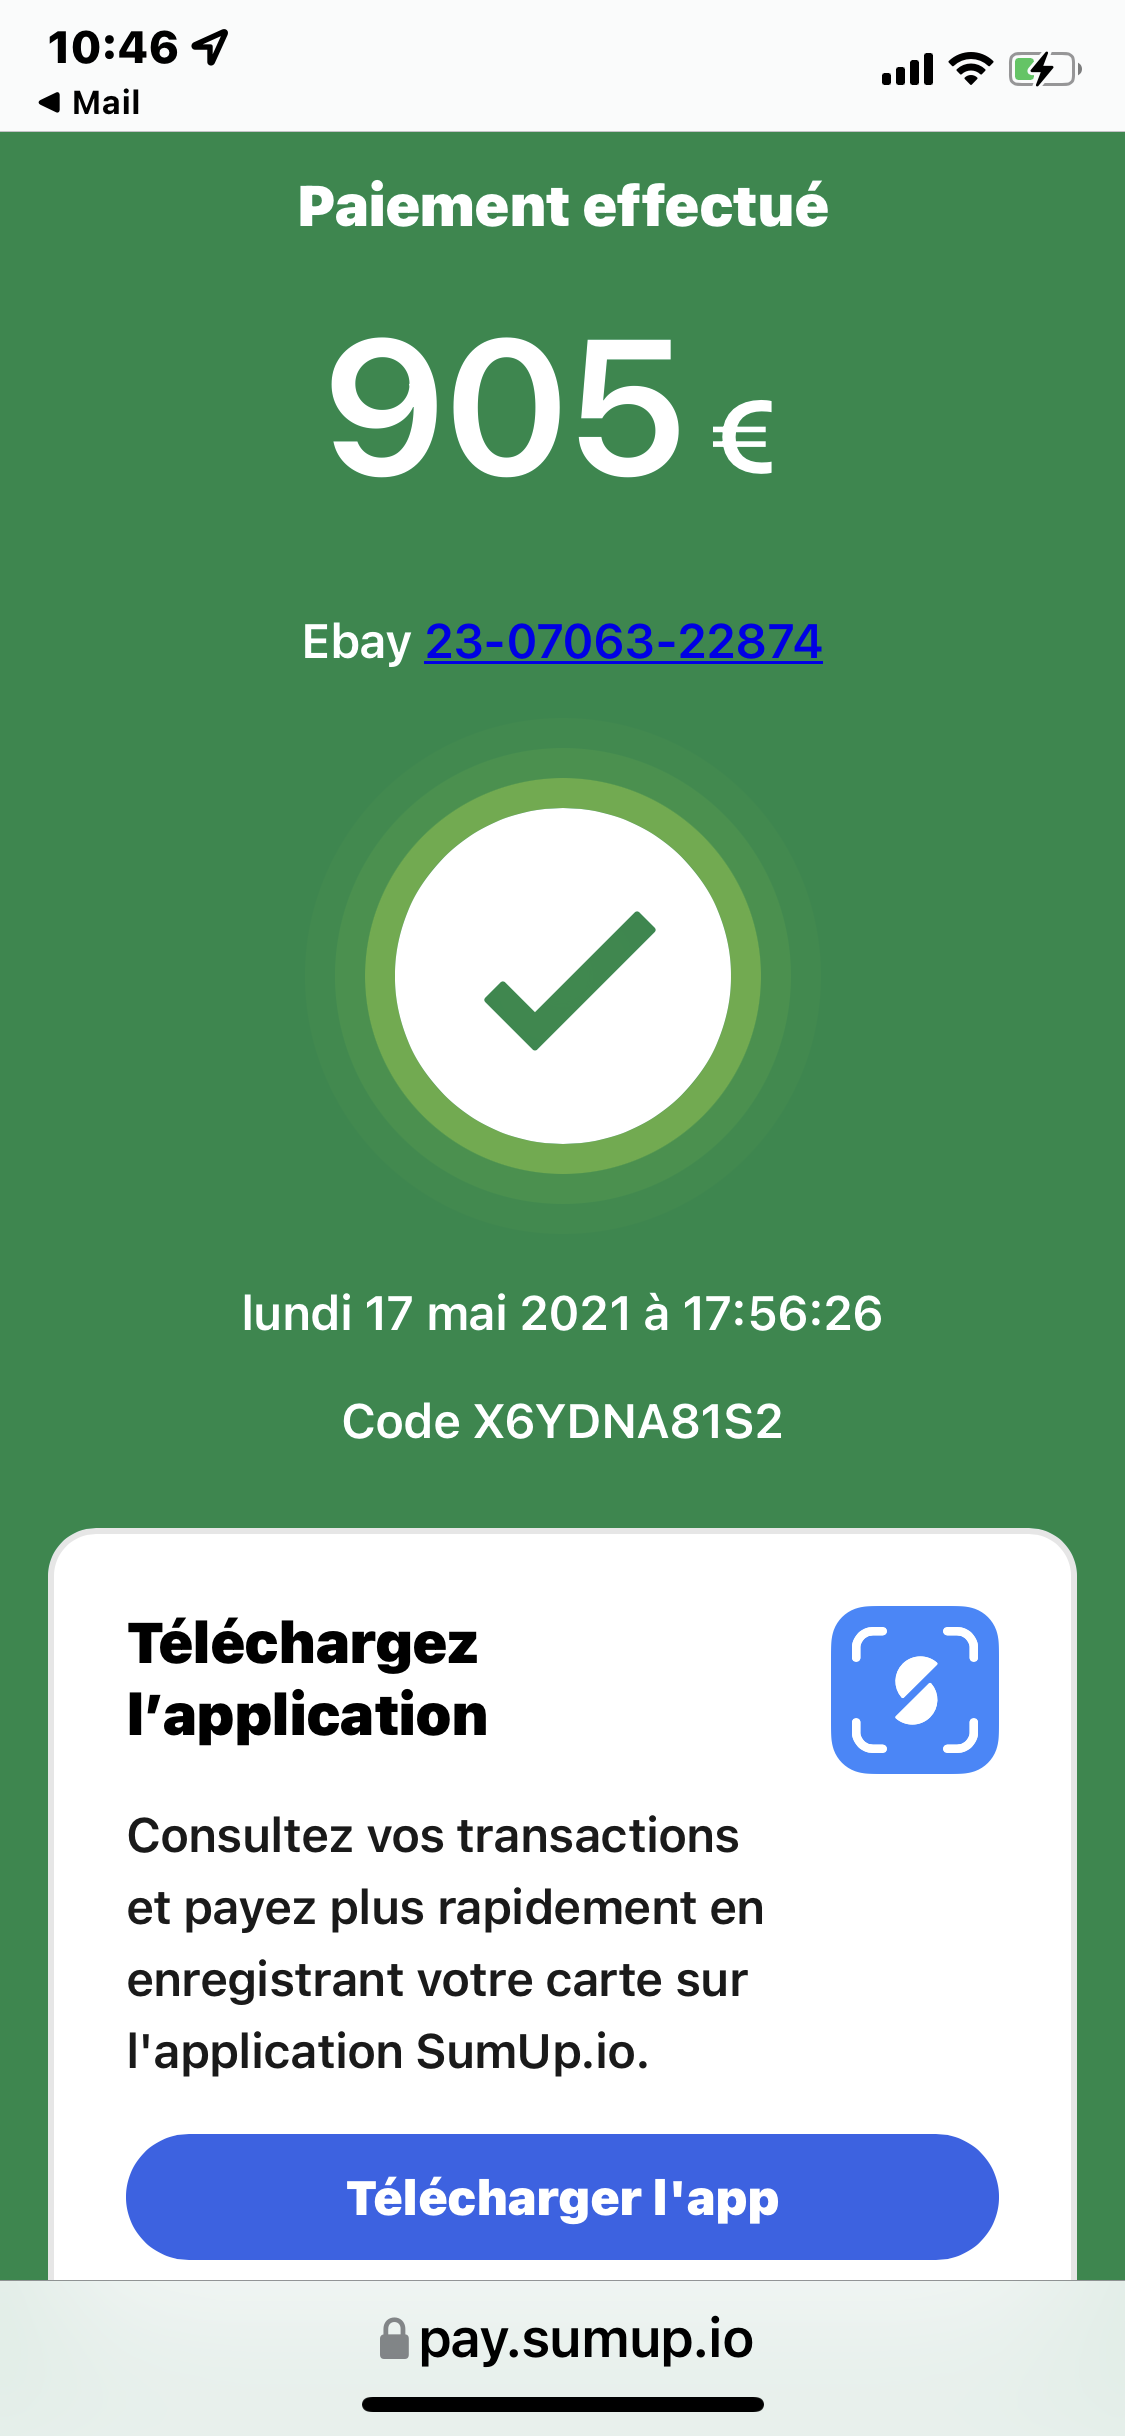 10:46
Mail
Paiement effectué
905 €
Ebay 23-07063-22874
lundi 17 mai 2021 à 17:56:26
Code X6YDNA81S2
Téléchargez
l’application
Consultez vos transactions
et payez plus rapidement en
enregistrant votre carte sur
l'application SumUp.io.
Télécharger l'app
pay.sumup.io